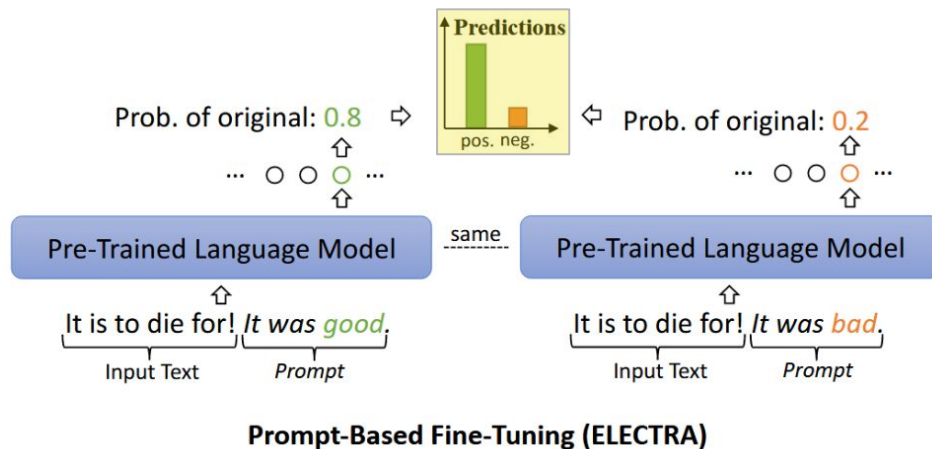 Predictions
pos. neg.
Prob. of original: 0.8
Prob. of original: 0.2
... ...
... ...
Pre-Trained Language Model
same
Pre-Trained Language Model
It is to die for! It was good.
It is to die for! It was bad.
Input Text Prompt
Input Text Prompt
Prompt-Based Fine-Tuning (ELECTRA)